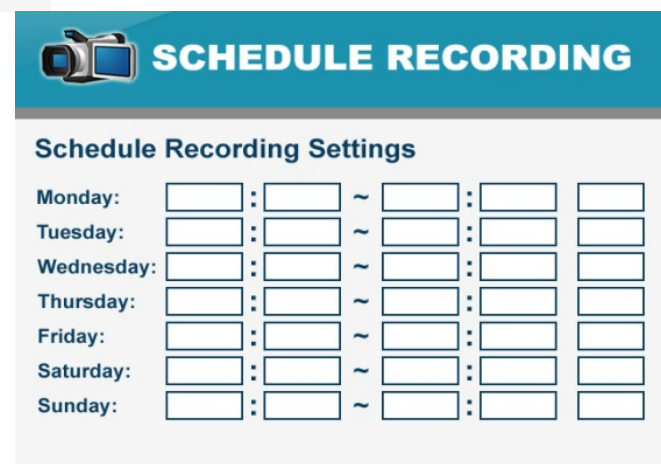 SCHEDULE RECORDING
Schedule Recording Settings
Monday: : ~ :
Tuesday: : ~ :
Wednesday: : ~ :
Thursday: : ~ :
Friday: : ~ :
Saturday: : ~ :
Sunday: : ~ :